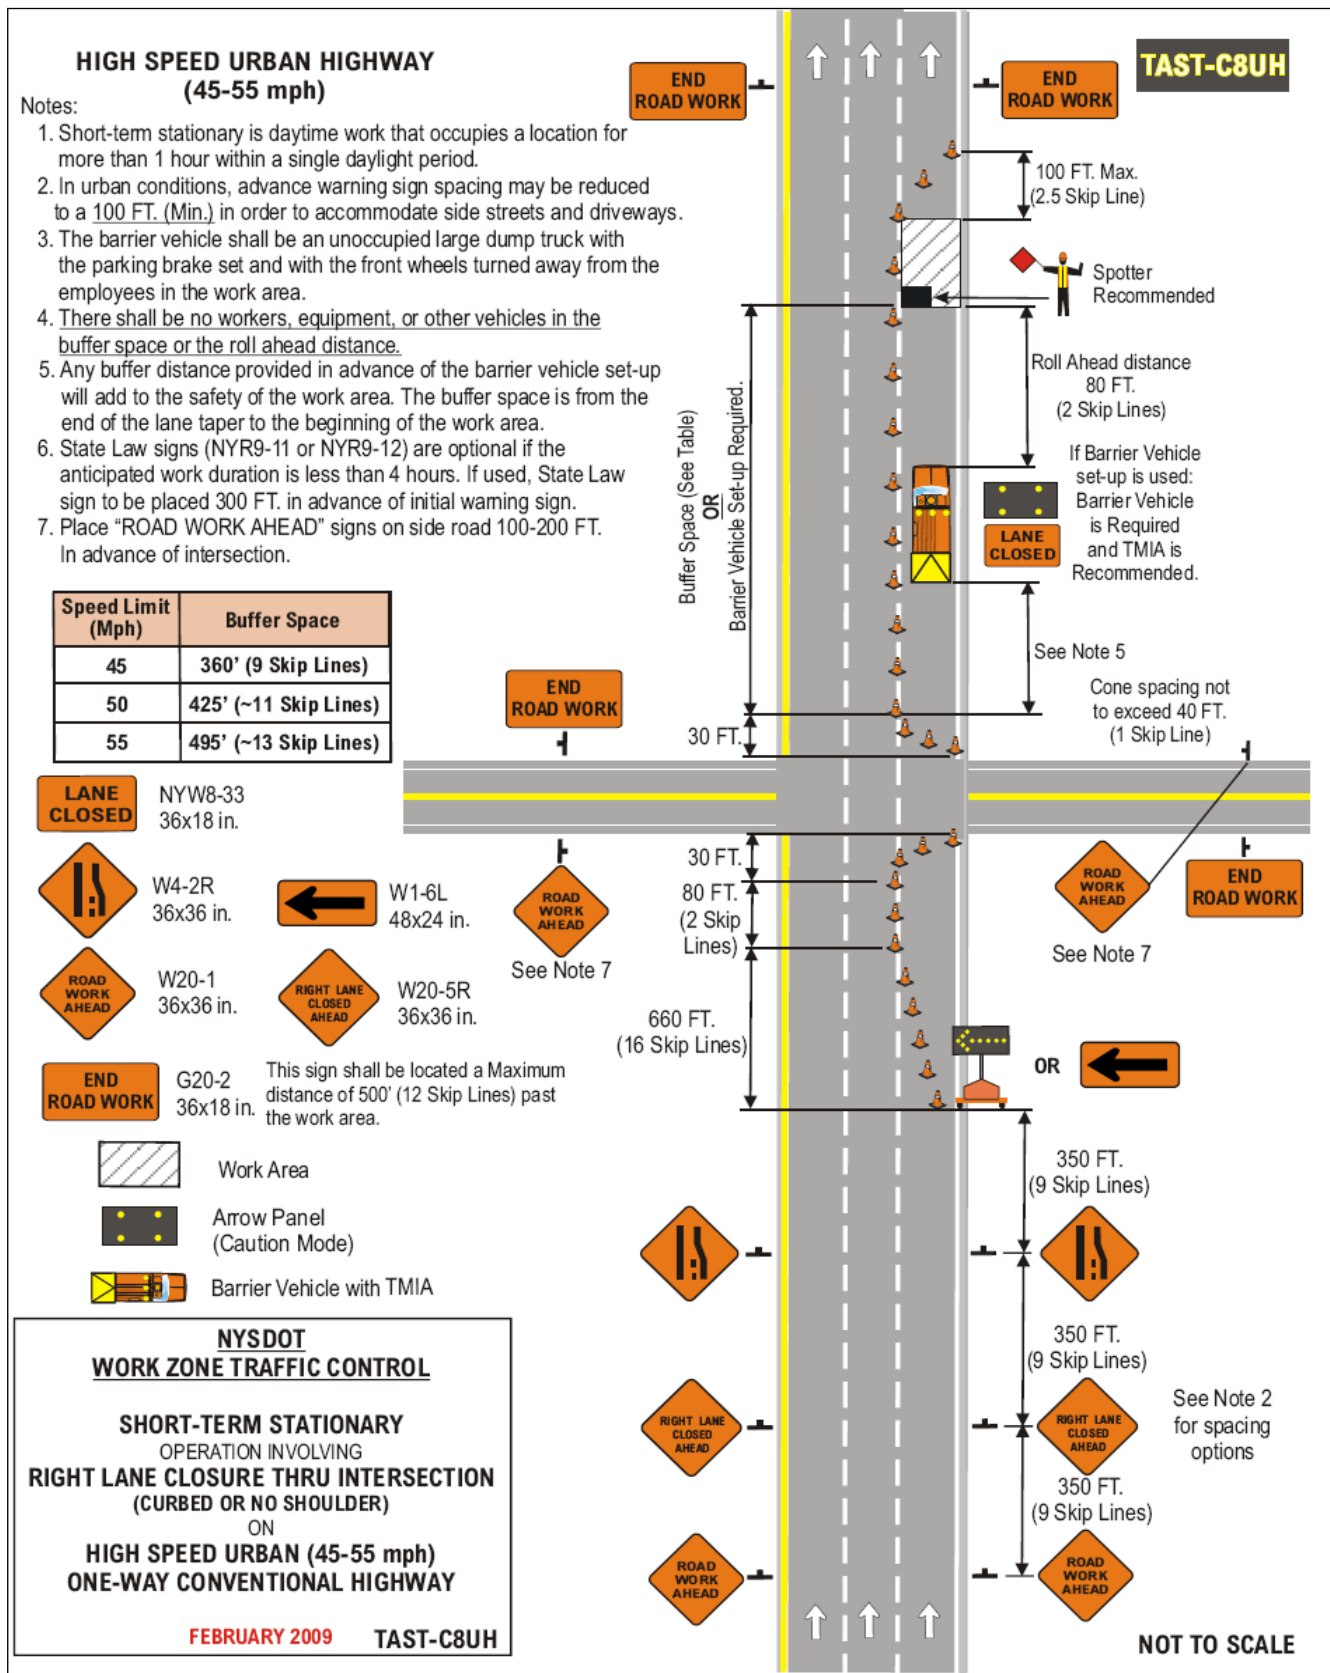 HIGH SPEED URBAN HIGHWAY
(45-55 mph)
Notes:
1. Short-term stationary is daytime work that occupies a location for
more than 1 hour within a single daylight period.
2. In urban conditions, advance warning sign spacing may be reduced
to a 100 FT. (Min.) in order to accommodate side streets and driveways.
3. The barrier vehicle shall be an unoccupied large dump truck with
the parking brake set and with the front wheels turned away from the
employees in the work area.
4. There shall be no workers, equipment, or other vehicles in the
buffer space or the roll ahead distance.
5. Any buffer distance provided in advance of the barrier vehicle set-up
will add to the safety of the work area. The buffer space is from the
end of the lane taper to the beginning of the work area.
6. State Law signs (NYR9-11 or NYR9-12) are optional if the
anticipated work duration is less than 4 hours. If used, State Law
sign to be placed 300 FT. in advance of initial warning sign.
7. Place “ROAD WORK AHEAD” signs on side road 100-200 FT.
In advance of intersection.
Speed Limit
(Mph)
Buffer Space
45
360’ (9 Skip Lines)
50
425’ (~11 Skip Lines)
55
495’ (~13 Skip Lines)
LANE
CLOSED
NYW8-33
36x18 in.
W4-2R
36x36 in.
W1-6L
48x24 in.
ROAD
WORK
AHEAD
W20-1
36x36 in.
RIGHT LANE
CLOSED
AHEAD
W20-5R
36x36 in.
END
ROAD WORK
G20-2
36x18 in.
This sign shall be located a Maximum
distance of 500’ (12 Skip Lines) past
the work area.
Work Area
Arrow Panel
(Caution Mode)
Barrier Vehicle with TMIA
NYSDOT
WORK ZONE TRAFFIC CONTROL
SHORT-TERM STATIONARY
OPERATION INVOLVING
RIGHT LANE CLOSURE THRU INTERSECTION
(CURBED OR NO SHOULDER)
ON
HIGH SPEED URBAN (45-55 mph)
ONE-WAY CONVENTIONAL HIGHWAY
FEBRUARY 2009
TAST-C8UH
TAST-C8UH
END
ROAD WORK
END
ROAD WORK
100 FT. Max.
(2.5 Skip Line)
Spotter
Recommended
Roll Ahead distance
80 FT.
(2 Skip Lines)
Buffer Space (See Table)
OR
Barrier Vehicle Set-up Required.
LANE
CLOSED
If Barrier Vehicle
set-up is used:
Barrier Vehicle
is Required
and TMIA is
Recommended.
See Note 5
Cone spacing not
to exceed 40 FT.
(1 Skip Line)
END
ROAD WORK
30 FT.
30 FT.
80 FT.
(2 Skip
Lines)
ROAD
WORK
AHEAD
See Note 7
ROAD
WORK
AHEAD
See Note 7
END
ROAD WORK
660 FT.
(16 Skip Lines)
OR
350 FT.
(9 Skip Lines)
350 FT.
(9 Skip Lines)
RIGHT LANE
CLOSED
AHEAD
RIGHT LANE
CLOSED
AHEAD
See Note 2
for spacing
options
350 FT.
(9 Skip Lines)
ROAD
WORK
AHEAD
ROAD
WORK
AHEAD
NOT TO SCALE